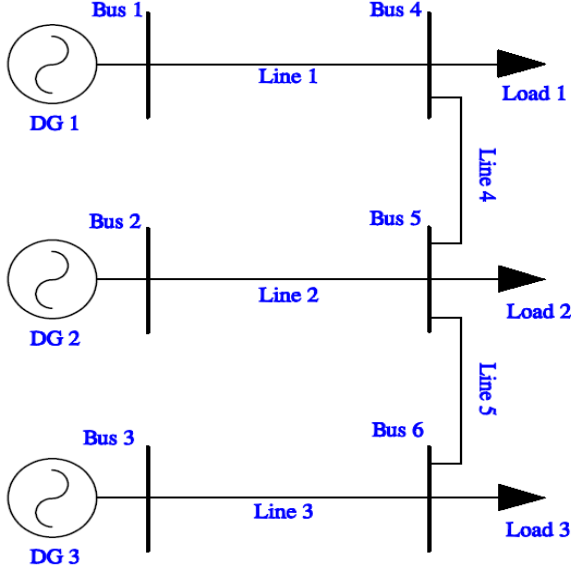 Bus 1
Bus 4
Line 1
Load 1
DG 1
Line 4
Bus 2
Bus 5
Line 2
Load 2
DG 2
Line 5
Bus 3
Bus 6
Line 3
Load 3
DG 3